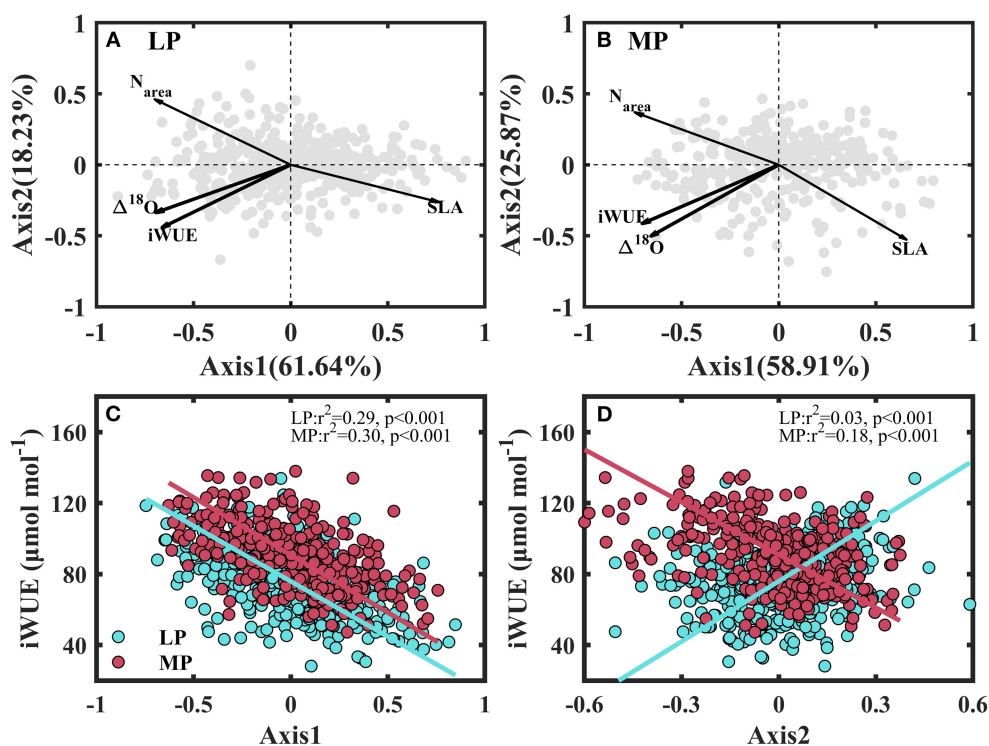 A LP
1
0.5
0
-0.5
-1
Axis2(18.23%)
N_area
Δ^18O
iWUE
SLA
-1 -0.5 0 0.5 1
Axis1(61.64%)
B MP
1
0.5
0
-0.5
-1
Axis2(25.87%)
N_area
iWUE
Δ^18O
SLA
-1 -0.5 0 0.5 1
Axis1(58.91%)
C
LP:r^2=0.29, p<0.001
MP:r^2=0.30, p<0.001
160
120
80
40
iWUE (μmol mol^-1)
LP
MP
-1 -0.5 0 0.5 1
Axis1
D
LP:r^2=0.03, p<0.001
MP:r^2=0.18, p<0.001
160
120
80
40
iWUE (μmol mol^-1)
-0.6 -0.3 0 0.3 0.6
Axis2